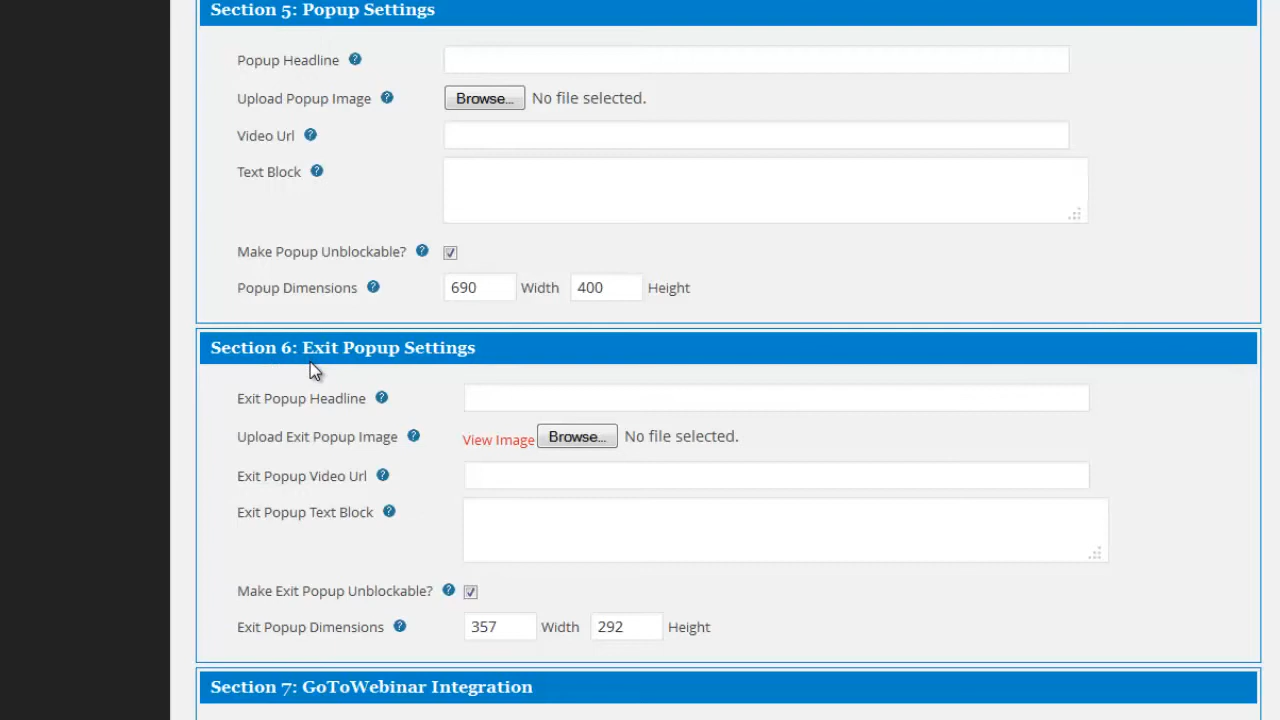 Section 5: Popup Settings
Popup Headline ?
Upload Popup Image ? Browse... No file selected.
Video Url ?
Text Block ?
Make Popup Unblockable? ?
Popup Dimensions ? 690 Width 400 Height
Section 6: Exit Popup Settings
Exit Popup Headline ?
Upload Exit Popup Image ? View Image Browse... No file selected.
Exit Popup Video Url ?
Exit Popup Text Block ?
Make Exit Popup Unblockable? ?
Exit Popup Dimensions ? 357 Width 292 Height
Section 7: GoToWebinar Integration